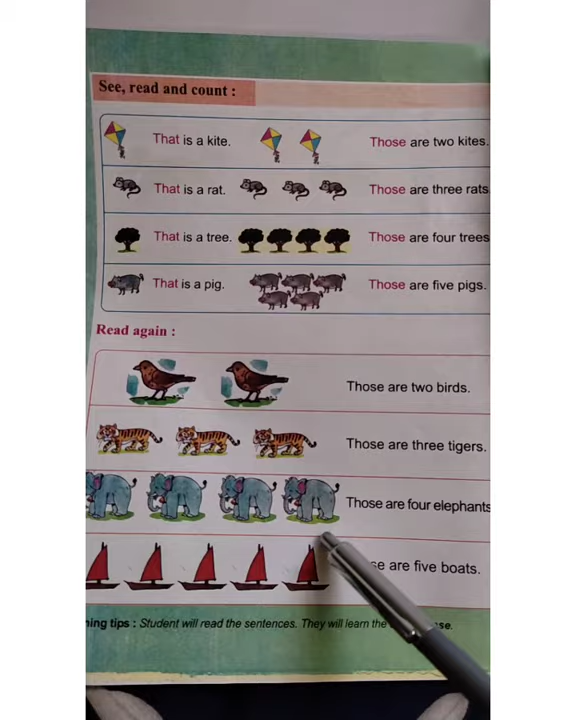 See, read and count :
That is a kite. Those are two kites.
That is a rat. Those are three rats
That is a tree. Those are four trees
That is a pig. Those are five pigs.
Read again :
Those are two birds.
Those are three tigers.
Those are four elephants
se are five boats.
ning tips : Student will read the sentences. They will learn the se.